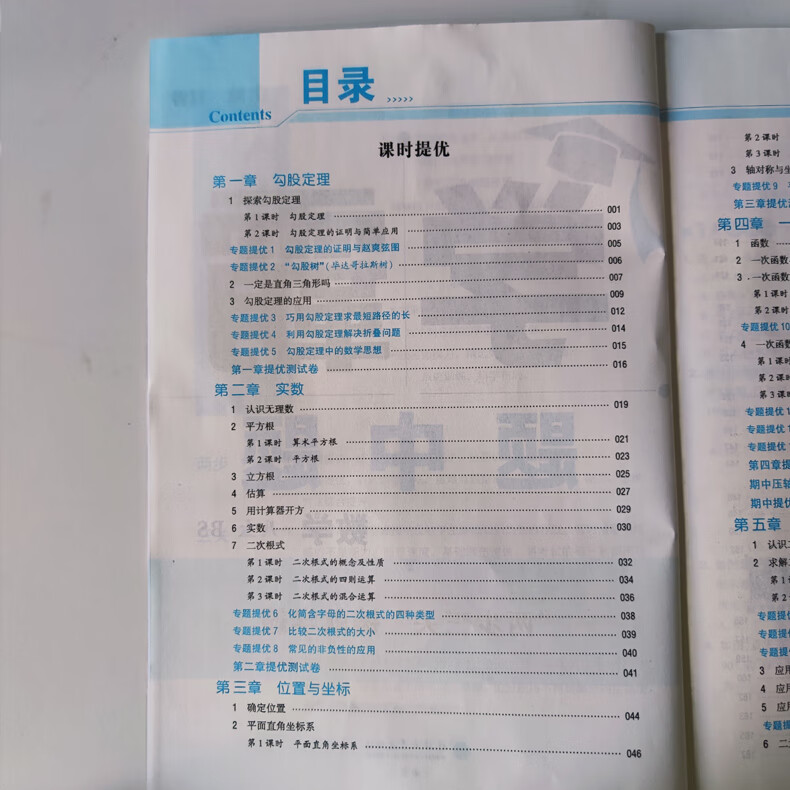 目录 >>>>>
Contents
课时提优
第一章 勾股定理
1 探索勾股定理
第1课时 勾股定理 001
第2课时 勾股定理的证明与简单应用 003
专题提优1 勾股定理的证明与赵爽弦图 005
专题提优2 “勾股树”(毕达哥拉斯树) 006
2 一定是直角三角形吗 007
3 勾股定理的应用 009
专题提优3 巧用勾股定理求最短路径的长 012
专题提优4 利用勾股定理解决折叠问题 014
专题提优5 勾股定理中的数学思想 015
第一章提优测试卷 016
第二章 实数
1 认识无理数 019
2 平方根
第1课时 算术平方根 021
第2课时 平方根 023
3 立方根 025
4 估算 027
5 用计算器开方 029
6 实数 030
7 二次根式
第1课时 二次根式的概念及性质 032
第2课时 二次根式的四则运算 034
第3课时 二次根式的混合运算 036
专题提优6 化简含字母的二次根式的四种类型 038
专题提优7 比较二次根式的大小 039
专题提优8 常见的非负性的应用 040
第二章提优测试卷 041
第三章 位置与坐标
1 确定位置 044
2 平面直角坐标系
第1课时 平面直角坐标系 046
第2课时
第3课时
3 轴对称与坐
专题提优9
第三章提优测
第四章 一
1 函数
2 一次函数
3 一次函数
第1课时
第2课时
专题提优10
4 一次函数
第1课时
第2课时
第3课时
专题提优1
专题提优1
专题提优1
第四章提
期中压轴
期中提优
第五章
1 认识
2 求解
第1
第2
专题提优
专题提优
专题提优
3 应用
4 应用
5 应用
专题提
6 二